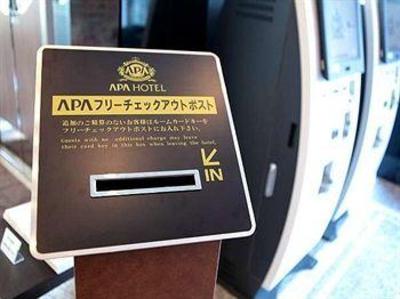 APA
APA HOTEL
APAフリーチェックアウトポスト
追加のご精算のないお客様はルームカードキーを
フリーチェックアウトポストにお入れ下さい。
Guests with no additional charge may leave
their card key in this box when leaving the hotel.
IN